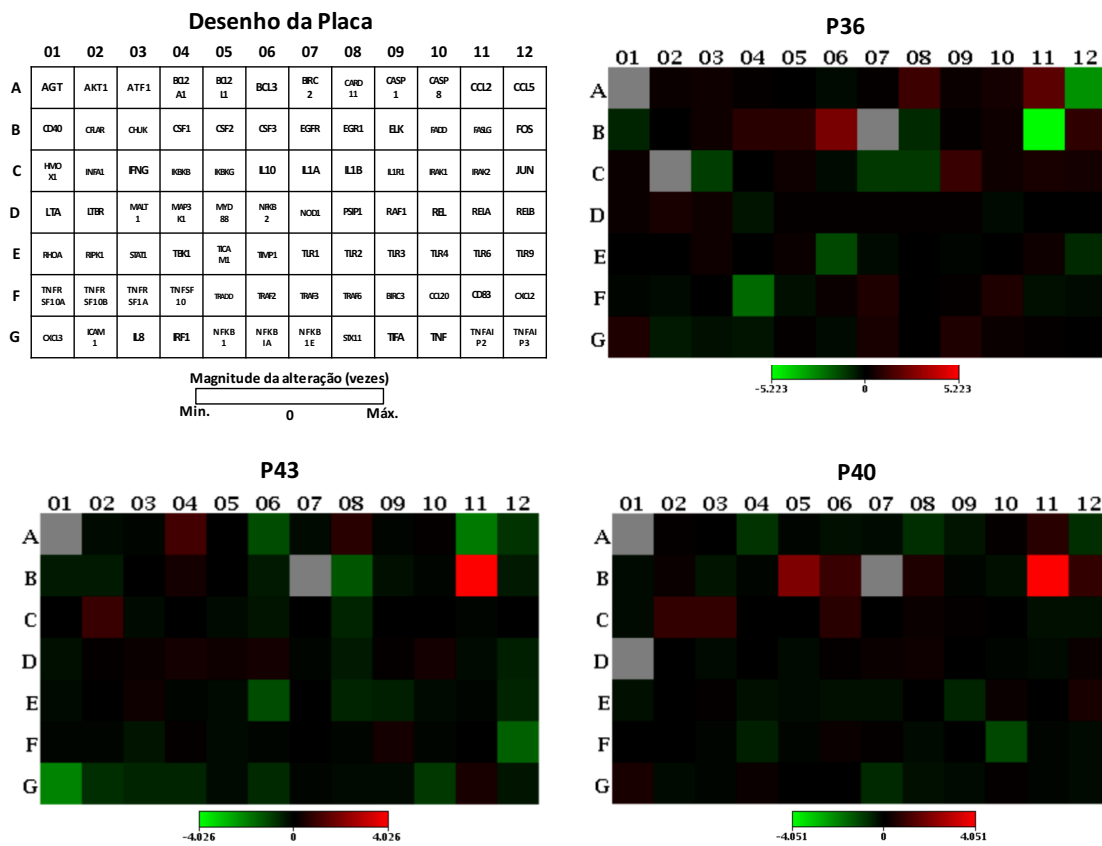 Desenho da Placa
01 02 03 04 05 06 07 08 09 10 11 12
A AGT AKT1 ATF1 BCl2 A1 BCl2 L1 BCL3 BRC 2 CARD 11 CASP 1 CASP 8 CCL2 CCL5
B CD40 CFLAR CHUK CSF1 CSF2 CSF3 EGFR EGR1 ELK FADD FASLG FOS
C HMO X1 INFA1 IFNG IKBKB IKBKG IL10 IL1A IL1B IL1R1 IRAK1 IRAK2 JUN
D LTA LTBR MALT 1 MAP3 K1 MYD 88 NFKB 2 NOD1 PSIP1 RAF1 REL RELA RELB
E RHOA RIPK1 STAT1 TBK1 TICA M1 TIMP1 TLR1 TLR2 TLR3 TLR4 TLR6 TLR9
F TNFR SF10A TNFR SF10B TNFR SF1A TNFSF 10 TRADD TRAF2 TRAF3 TRAF6 BIRC3 CCL20 CD83 CXCL2
G CXCl3 ICAM 1 IL8 IRF1 NFKB 1 NFKB IA NFKB 1E STX11 TIFA TNF TNFAI P2 TNFAI P3
Magnitude da alteração (vezes)
Min. 0 Máx.
P36
01 02 03 04 05 06 07 08 09 10 11 12
A
B
C
D
E
F
G
-5.223 0 5.223
P43
01 02 03 04 05 06 07 08 09 10 11 12
A
B
C
D
E
F
G
-4.026 0 4.026
P40
01 02 03 04 05 06 07 08 09 10 11 12
A
B
C
D
E
F
G
-4.051 0 4.051